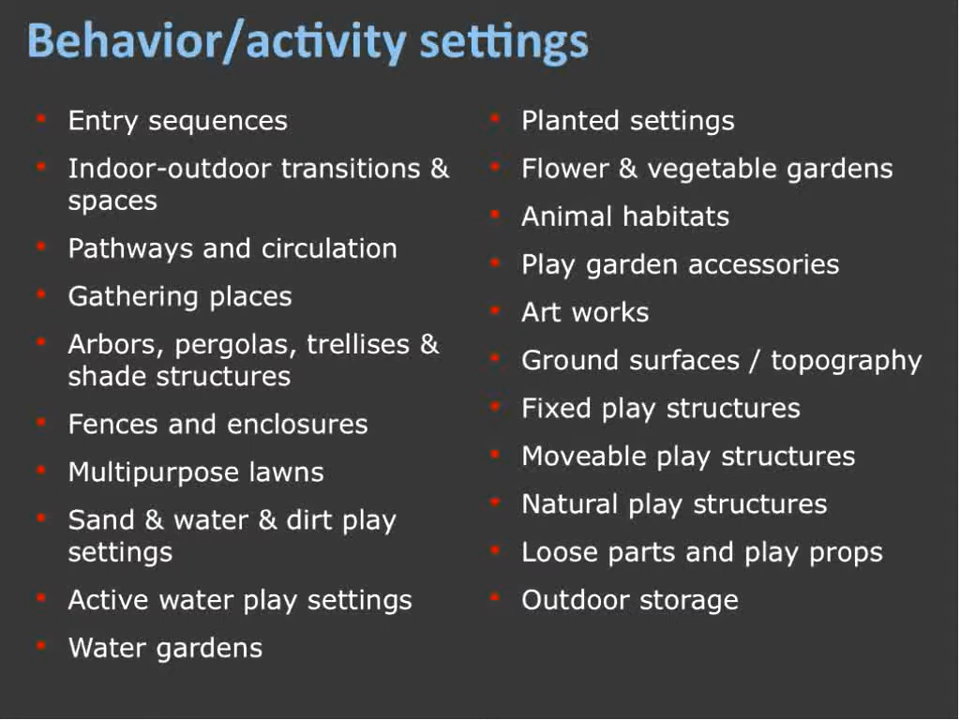 Behavior/activity settings
• Entry sequences
• Indoor-outdoor transitions &
spaces
• Pathways and circulation
• Gathering places
• Arbors, pergolas, trellises &
shade structures
• Fences and enclosures
• Multipurpose lawns
• Sand & water & dirt play
settings
• Active water play settings
• Water gardens
• Planted settings
• Flower & vegetable gardens
• Animal habitats
• Play garden accessories
• Art works
• Ground surfaces / topography
• Fixed play structures
• Moveable play structures
• Natural play structures
• Loose parts and play props
• Outdoor storage